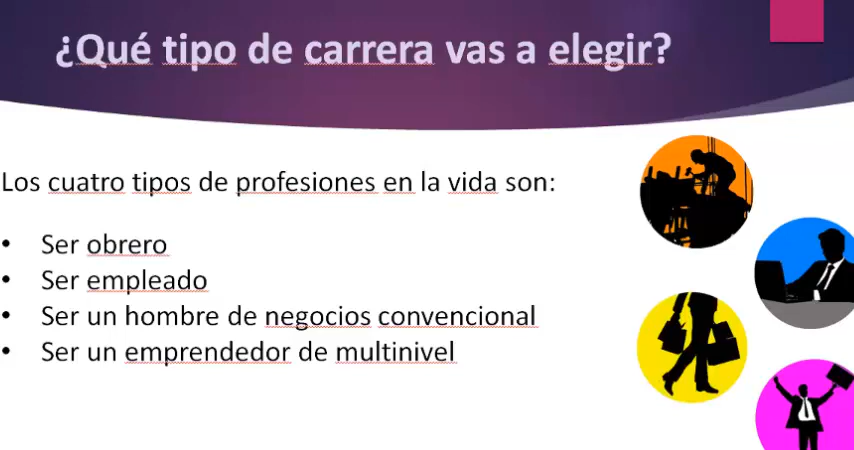 ¿Qué tipo de carrera vas a elegir?
Los cuatro tipos de profesiones en la vida son:
• Ser obrero
• Ser empleado
• Ser un hombre de negocios convencional
• Ser un emprendedor de multinivel